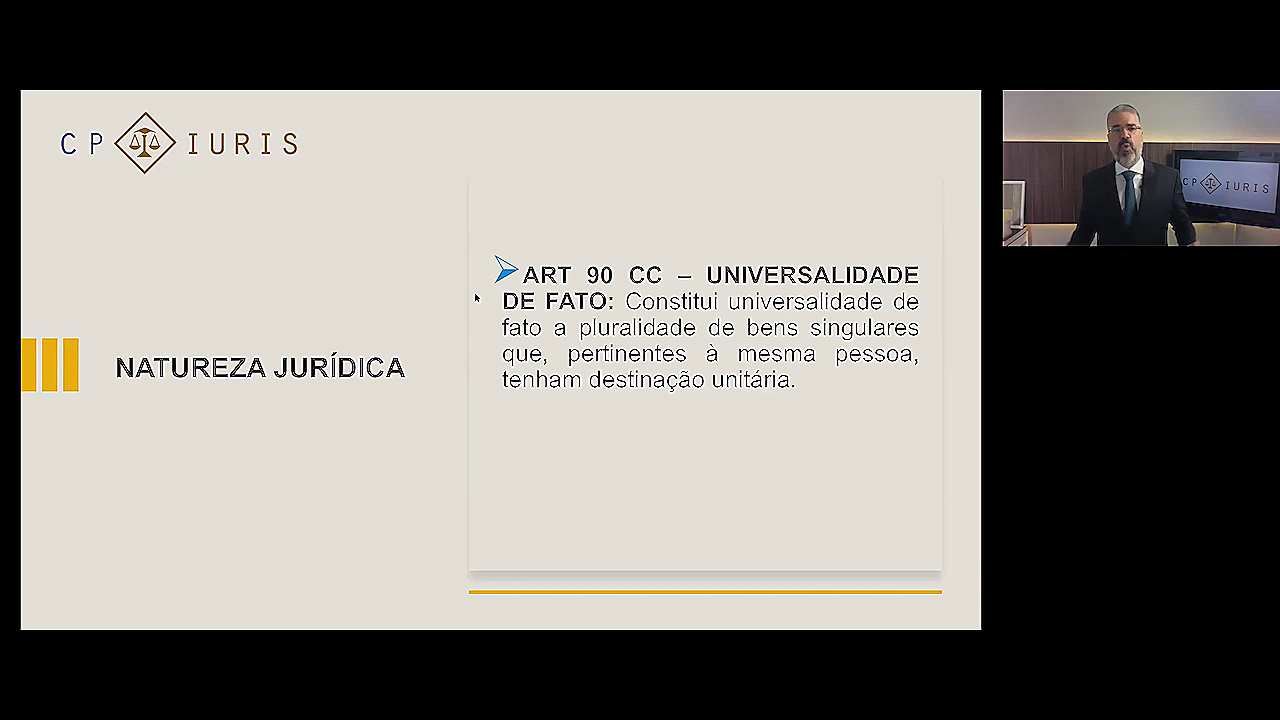 CP IURIS
CP IURIS
ART 90 CC – UNIVERSALIDADE
DE FATO: Constitui universalidade de
fato a pluralidade de bens singulares
que, pertinentes à mesma pessoa,
tenham destinação unitária.
NATUREZA JURÍDICA